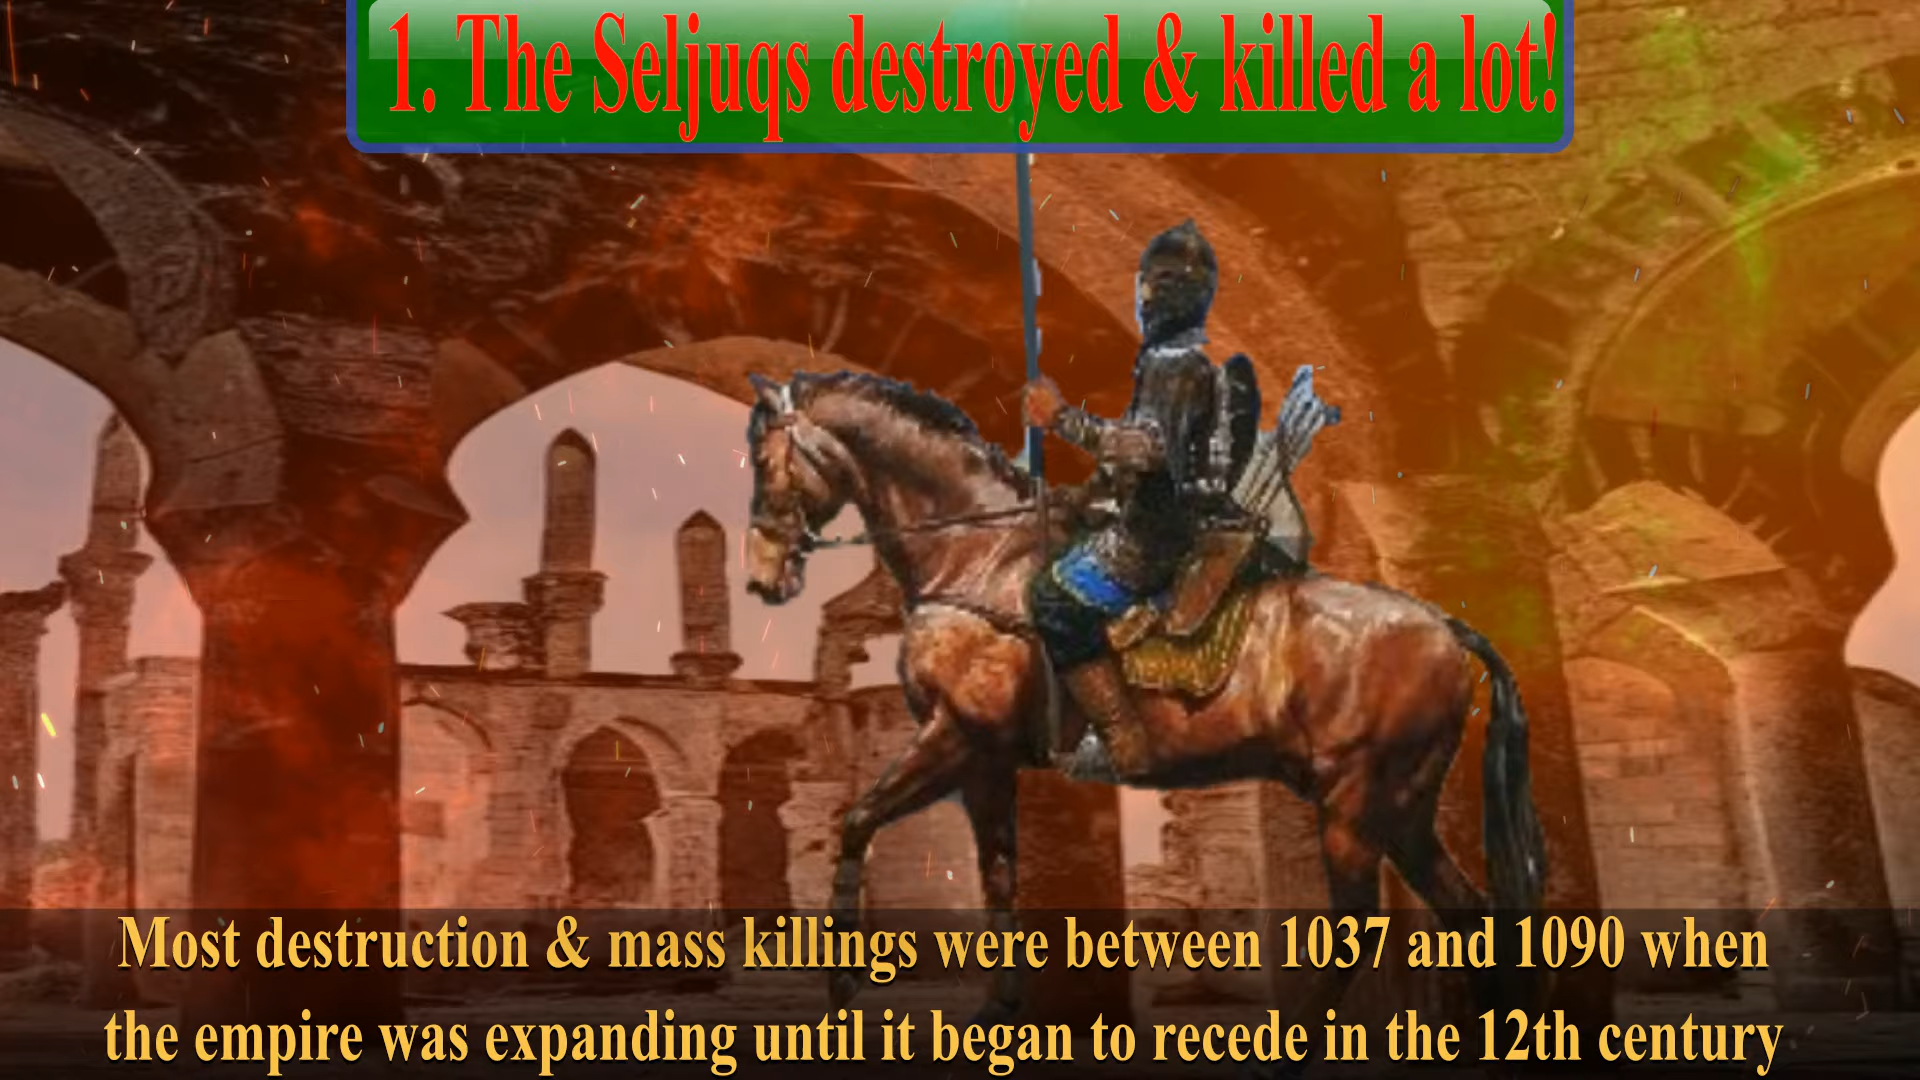 1. The Seljuqs destroyed & killed a lot!
Most destruction & mass killings were between 1037 and 1090 when
the empire was expanding until it began to recede in the 12th century